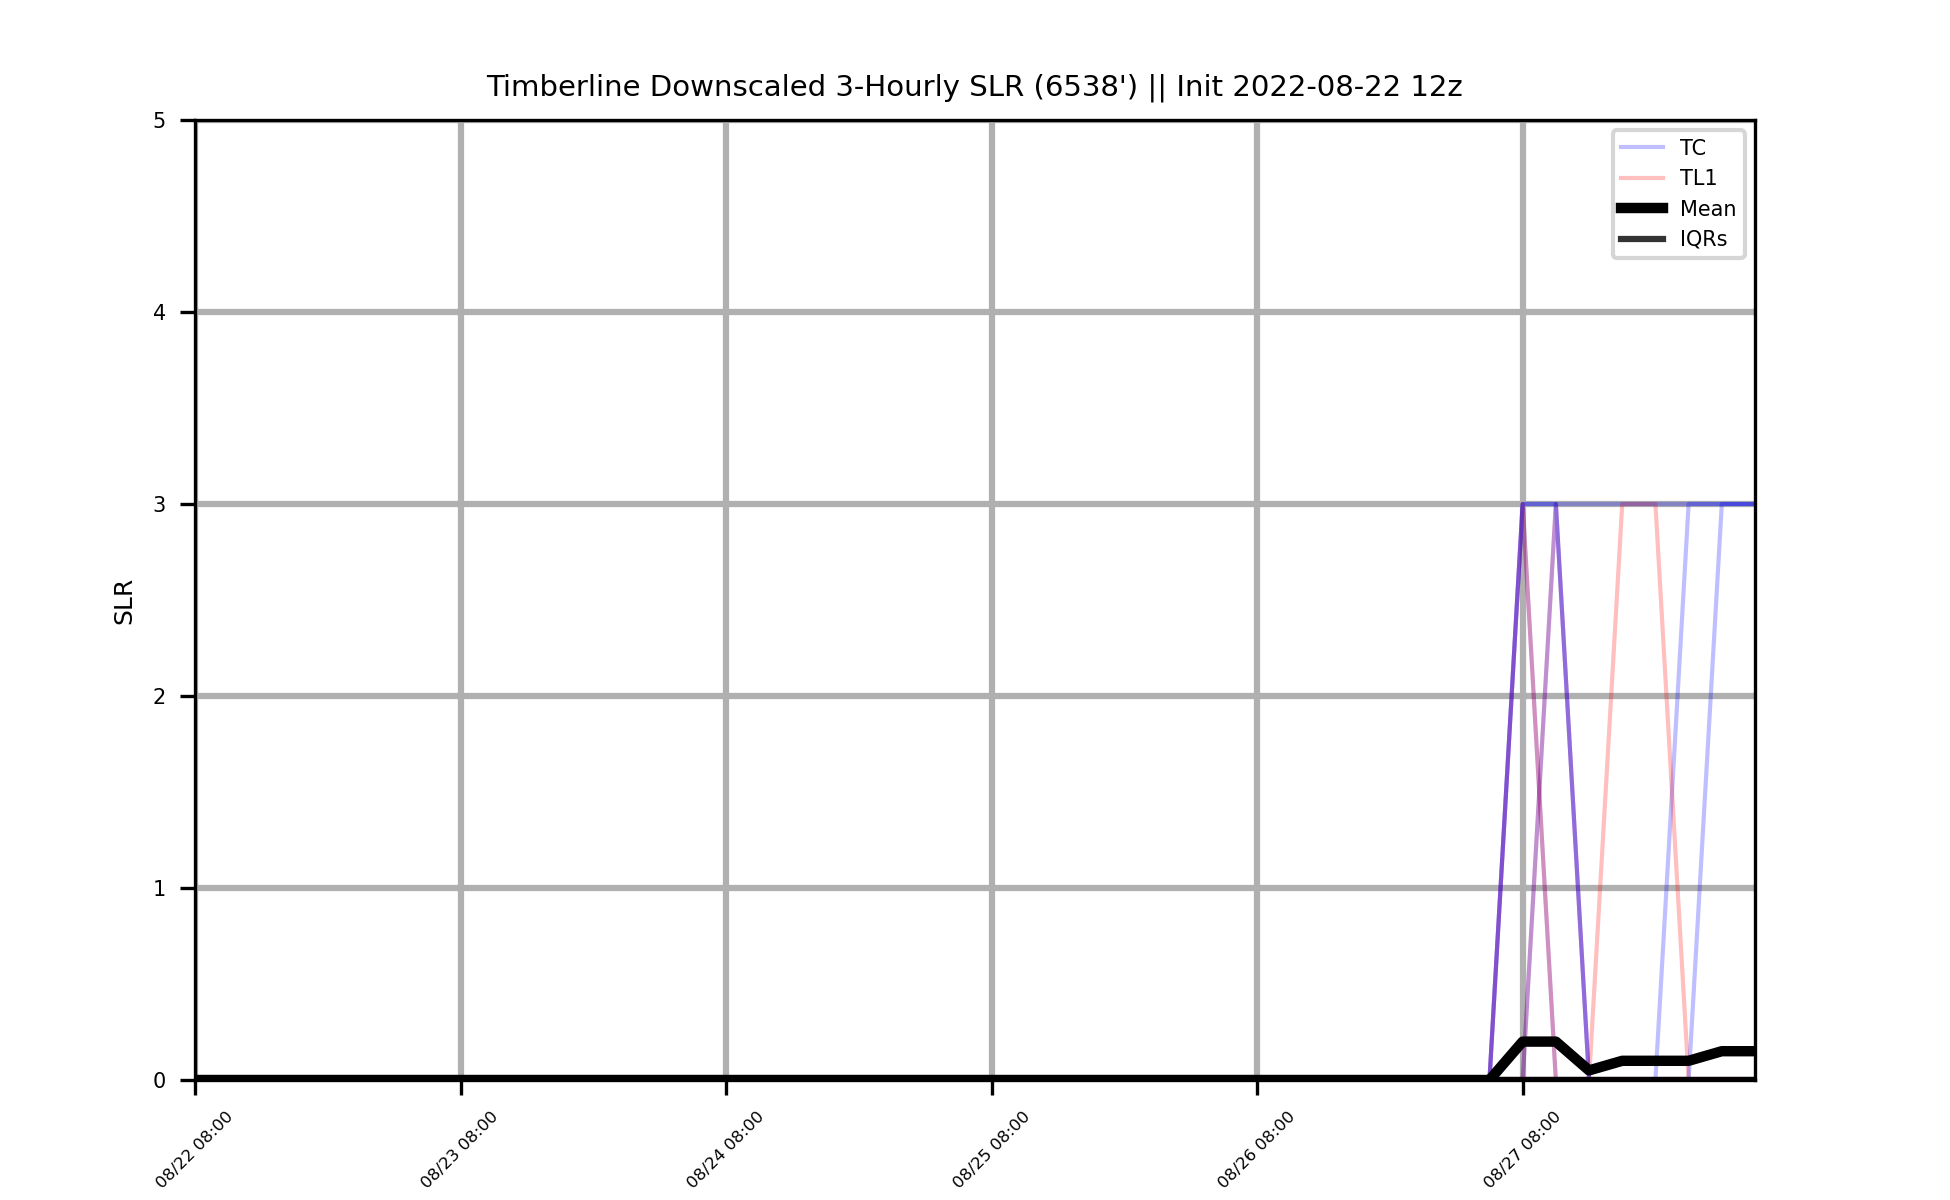 Timberline Downscaled 3-Hourly SLR (6538') || Init 2022-08-22 12z
5
4
3
2
1
0
SLR
TC
TL1
Mean
IQRs
08/22 08:00
08/23 08:00
08/24 08:00
08/25 08:00
08/26 08:00
08/27 08:00